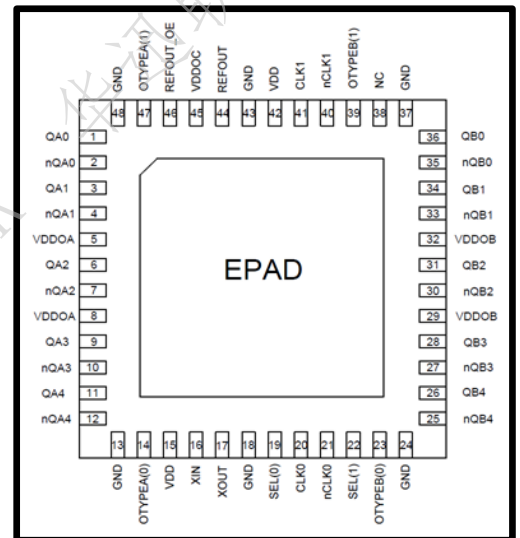 GND OTYPEA(1) REFOUT_OE VDDOC REFOUT GND VDD CLK1 nCLK1 OTYPEB(1) NC GND
48 47 46 45 44 43 42 41 40 39 38 37
QA0 1 36 QB0
nQA0 2 35 nQB0
QA1 3 34 QB1
nQA1 4 33 nQB1
VDDOA 5 32 VDDOB
QA2 6 31 QB2
EPAD
nQA2 7 30 nQB2
VDDOA 8 29 VDDOB
QA3 9 28 QB3
nQA3 10 27 nQB3
QA4 11 26 QB4
nQA4 12 25 nQB4
13 14 15 16 17 18 19 20 21 22 23 24
GND OTYPEA(0) VDD XIN XOUT GND SEL(0) CLK0 nCLK0 SEL(1) OTYPEB(0) GND